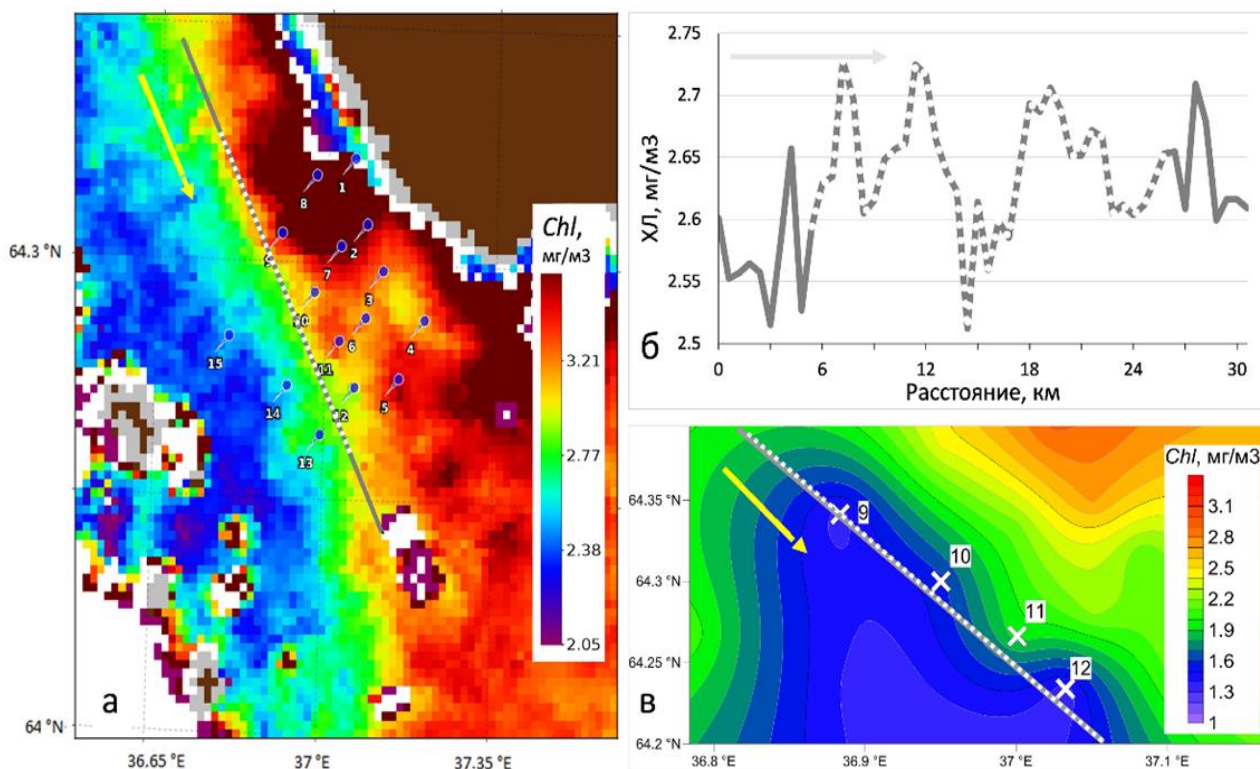 Chl,
мг/м3
3.21
2.77
2.38
2.05
1
8
2
9
7
3
10
6
4
11
15
5
12
14
13
64.3 °N
64 °N
36.65 °E
37 °E
37.35 °E
а
2.75
2.7
2.65
2.6
2.55
2.5
ХЛ, мг/м3
0
6
12
18
24
30
Расстояние, км
б
Chl, мг/м3
3.1
2.8
2.5
2.2
1.9
1.6
1.3
1
9
10
11
12
64.35 °N
64.3 °N
64.25 °N
64.2 °N
36.8 °E
36.9 °E
37 °E
37.1 °E
в